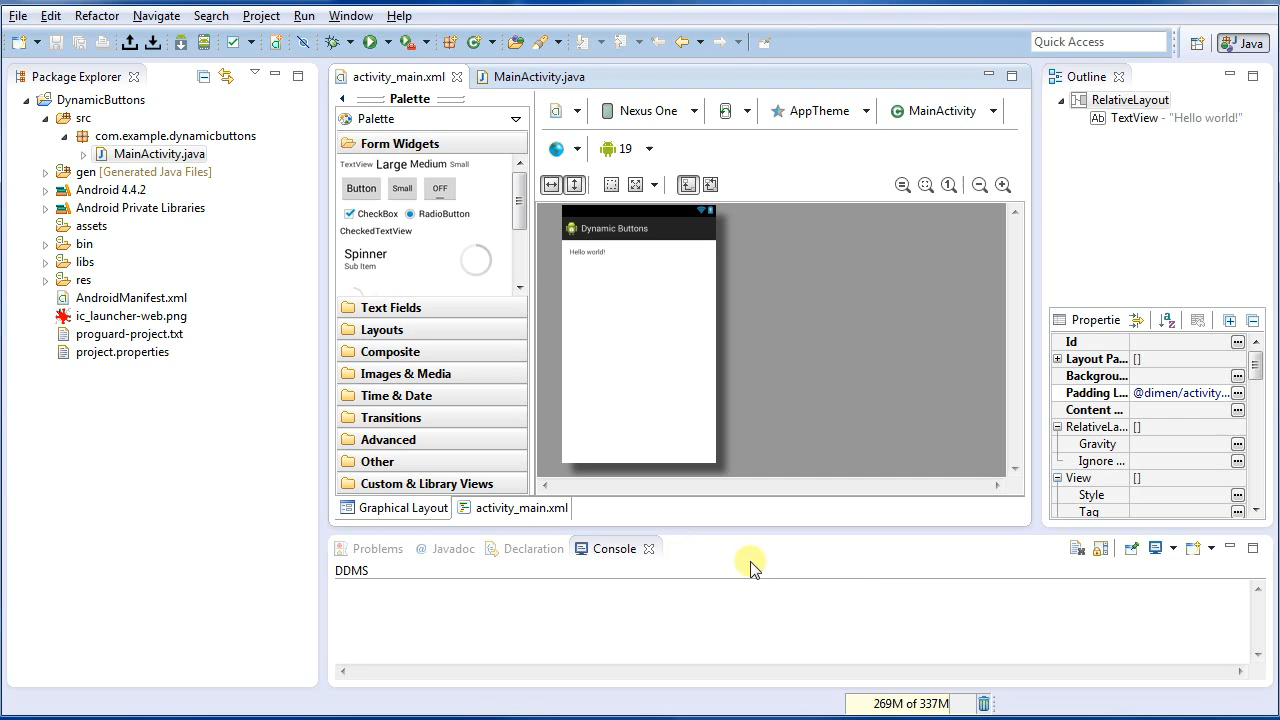 File Edit Refactor Navigate Search Project Run Window Help
Quick Access
Java
Package Explorer
DynamicButtons
src
com.example.dynamicbuttons
MainActivity.java
gen [Generated Java Files]
Android 4.4.2
Android Private Libraries
assets
bin
libs
res
AndroidManifest.xml
ic_launcher-web.png
proguard-project.txt
project.properties
activity_main.xml
MainActivity.java
Palette
Palette
Form Widgets
TextView Large Medium Small
Button Small OFF
CheckBox RadioButton
CheckedTextView
Spinner
Sub Item
Text Fields
Layouts
Composite
Images & Media
Time & Date
Transitions
Advanced
Other
Custom & Library Views
Nexus One
AppTheme
MainActivity
19
Dynamic Buttons
Hello world!
Graphical Layout
activity_main.xml
Outline
RelativeLayout
Ab TextView - "Hello world!"
Propertie
Id
Layout Pa... []
Backgrou...
Padding L... @dimen/activity...
Content ...
RelativeLa... []
Gravity
Ignore ...
View []
Style
Tag
Problems @ Javadoc Declaration Console
DDMS
269M of 337M